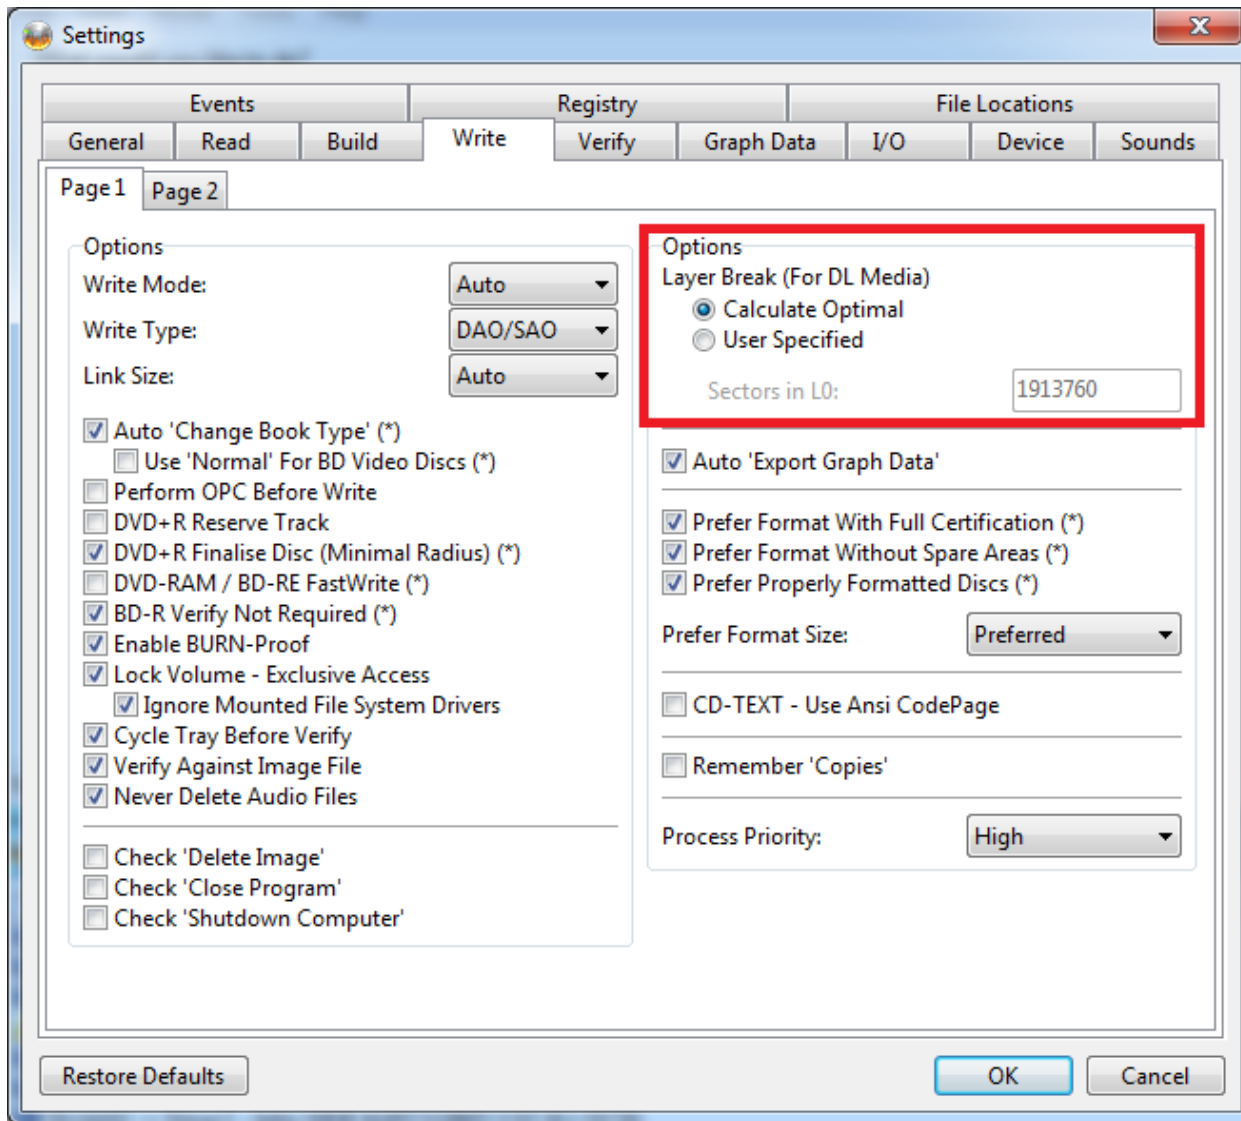 Settings
Events Registry File Locations
General Read Build Write Verify Graph Data I/O Device Sounds
Page 1 Page 2
Options
Write Mode: Auto
Write Type: DAO/SAO
Link Size: Auto
Auto 'Change Book Type' (*)
Use 'Normal' For BD Video Discs (*)
Perform OPC Before Write
DVD+R Reserve Track
DVD+R Finalise Disc (Minimal Radius) (*)
DVD-RAM / BD-RE FastWrite (*)
BD-R Verify Not Required (*)
Enable BURN-Proof
Lock Volume - Exclusive Access
Ignore Mounted File System Drivers
Cycle Tray Before Verify
Verify Against Image File
Never Delete Audio Files
Check 'Delete Image'
Check 'Close Program'
Check 'Shutdown Computer'
Options
Layer Break (For DL Media)
Calculate Optimal
User Specified
Sectors in L0: 1913760
Auto 'Export Graph Data'
Prefer Format With Full Certification (*)
Prefer Format Without Spare Areas (*)
Prefer Properly Formatted Discs (*)
Prefer Format Size: Preferred
CD-TEXT - Use Ansi CodePage
Remember 'Copies'
Process Priority: High
Restore Defaults OK Cancel